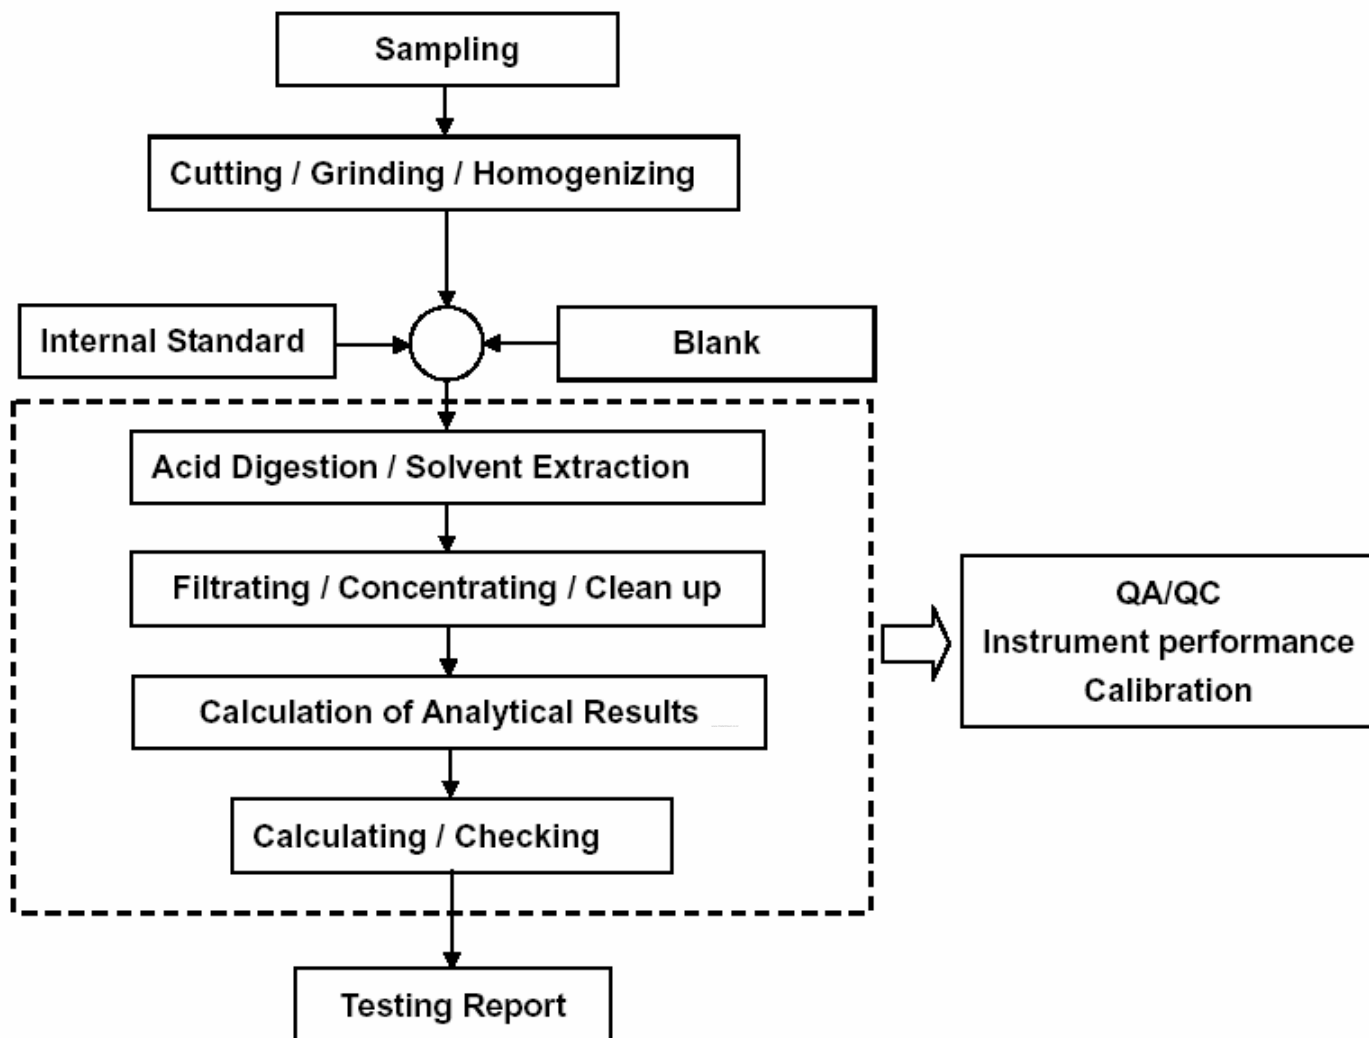 Sampling
Cutting / Grinding / Homogenizing
Internal Standard
Blank
Acid Digestion / Solvent Extraction
Filtrating / Concentrating / Clean up
Calculation of Analytical Results
Calculating / Checking
QA/QC
Instrument performance
Calibration
Testing Report